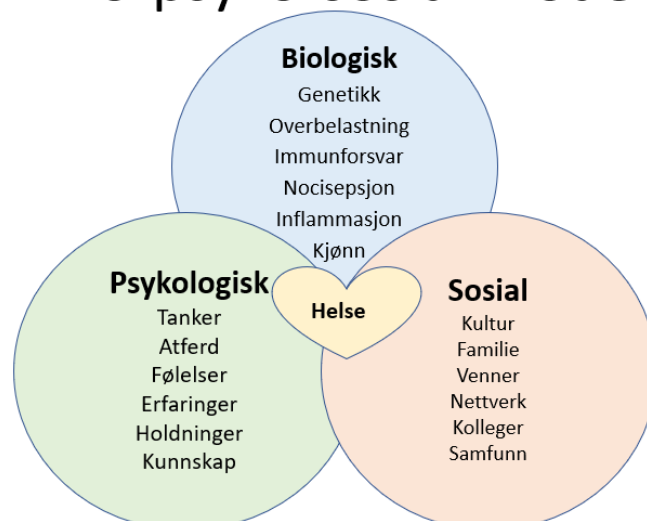 Biologisk
Genetikk
Overbelastning
Immunforsvar
Nocisepsjon
Inflammasjon
Kjønn
Psykologisk
Tanker
Atferd
Følelser
Erfaringer
Holdninger
Kunnskap
Helse
Sosial
Kultur
Familie
Venner
Nettverk
Kolleger
Samfunn